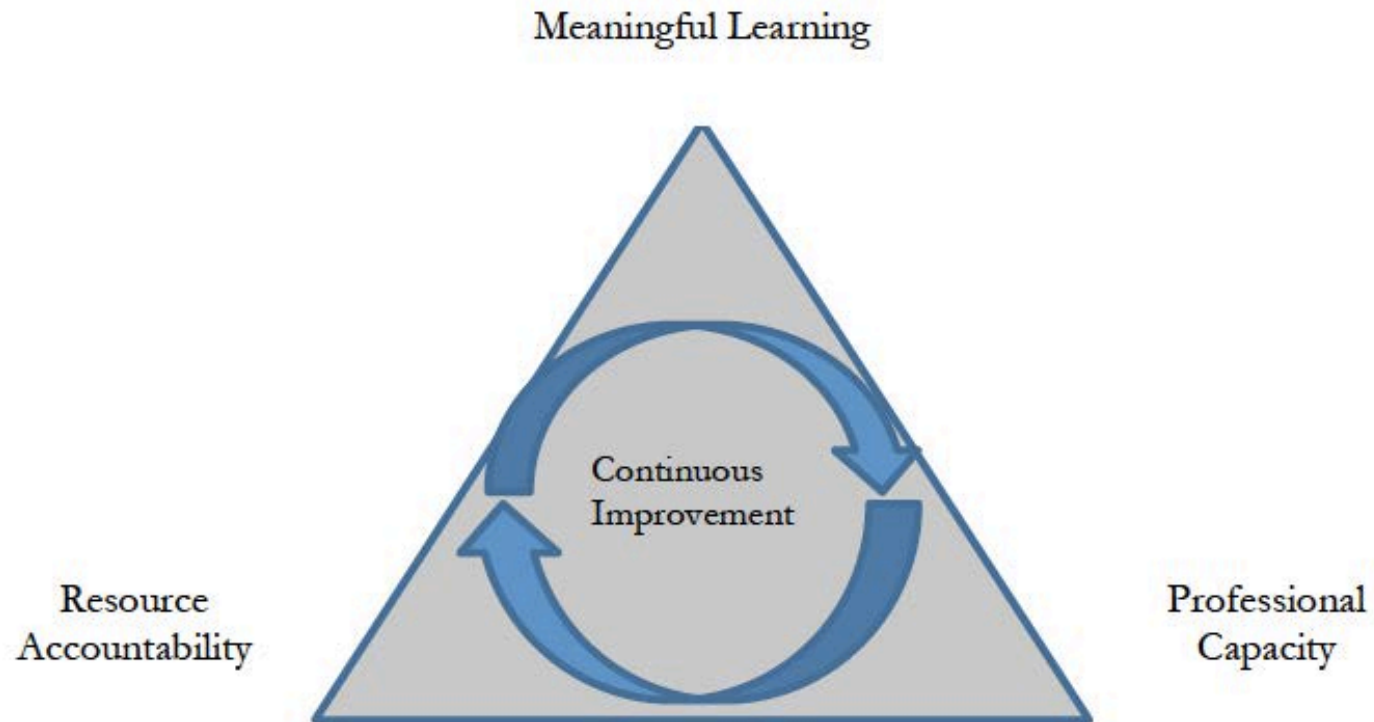 Meaningful Learning
Continuous
Improvement
Resource
Accountability
Professional
Capacity